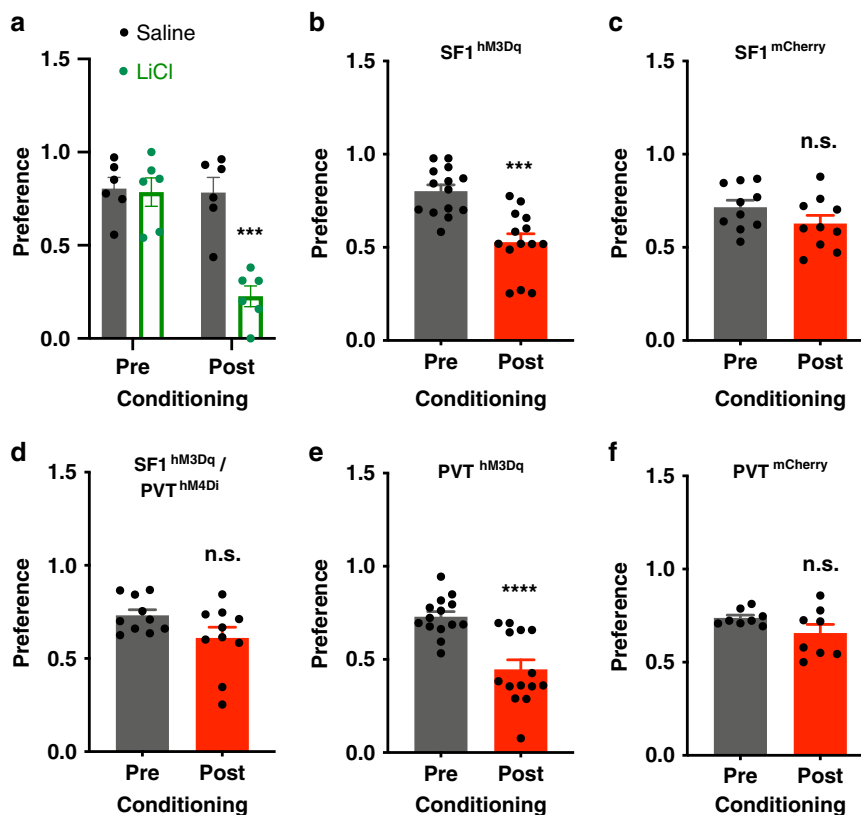 a
Saline
LiCl
1.5
1.0
0.5
0.0
Preference
***
Pre
Post
Conditioning
b
SF1 hM3Dq
1.5
1.0
0.5
0.0
Preference
***
Pre
Post
Conditioning
c
SF1 mCherry
1.5
1.0
0.5
0.0
Preference
n.s.
Pre
Post
Conditioning
d
SF1 hM3Dq /
PVT hM4Di
1.5
1.0
0.5
0.0
Preference
n.s.
Pre
Post
Conditioning
e
PVT hM3Dq
1.5
1.0
0.5
0.0
Preference
****
Pre
Post
Conditioning
f
PVT mCherry
1.5
1.0
0.5
0.0
Preference
n.s.
Pre
Post
Conditioning